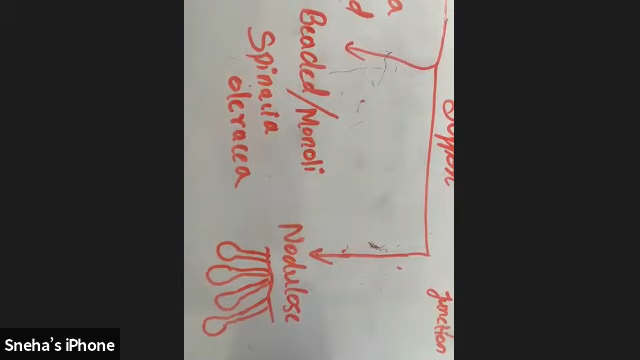 Junction
Beaded/Monoli
Spinacia
oleracea
Nodulose
Sneha's iPhone